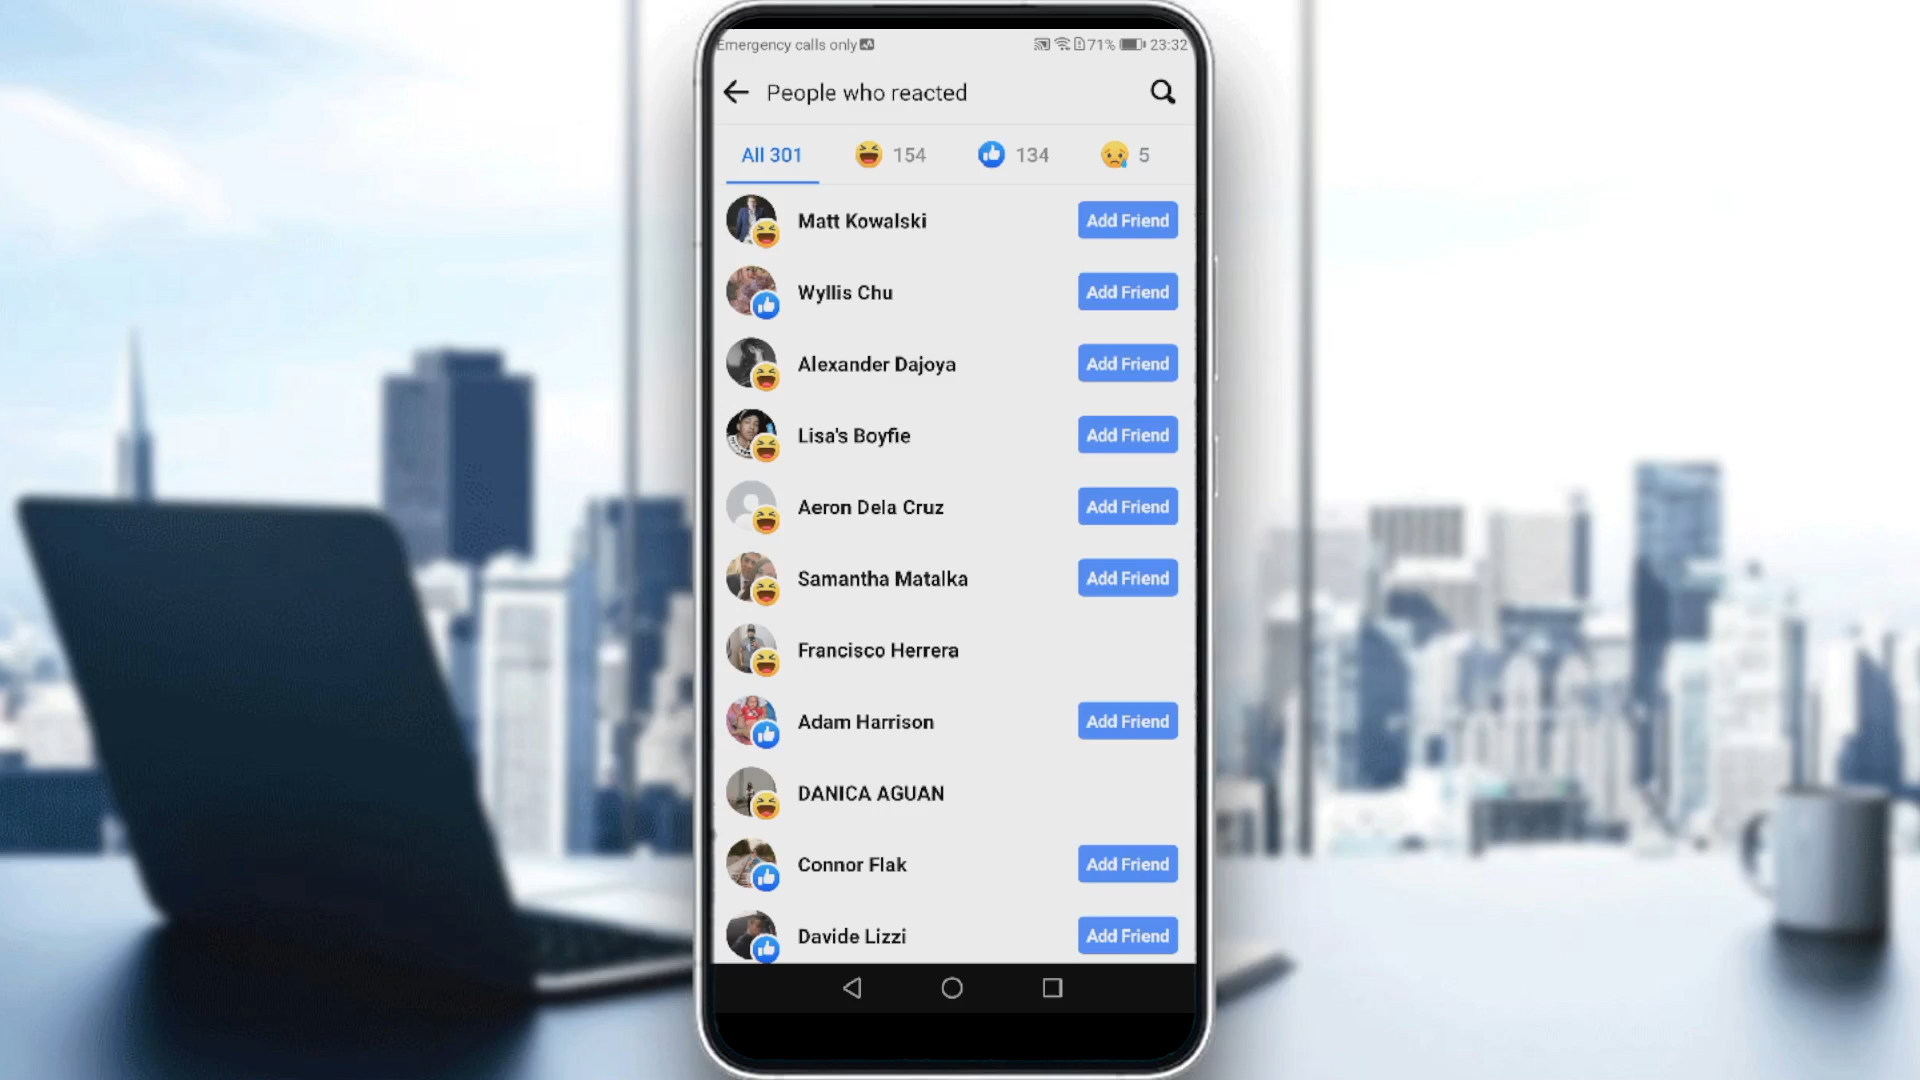 Emergency calls only 71% 23:32
People who reacted
All 301 154 134 5
Matt Kowalski Add Friend
Wyllis Chu Add Friend
Alexander Dajoya Add Friend
Lisa's Boyfie Add Friend
Aeron Dela Cruz Add Friend
Samantha Matalka Add Friend
Francisco Herrera
Adam Harrison Add Friend
DANICA AGUAN
Connor Flak Add Friend
Davide Lizzi Add Friend